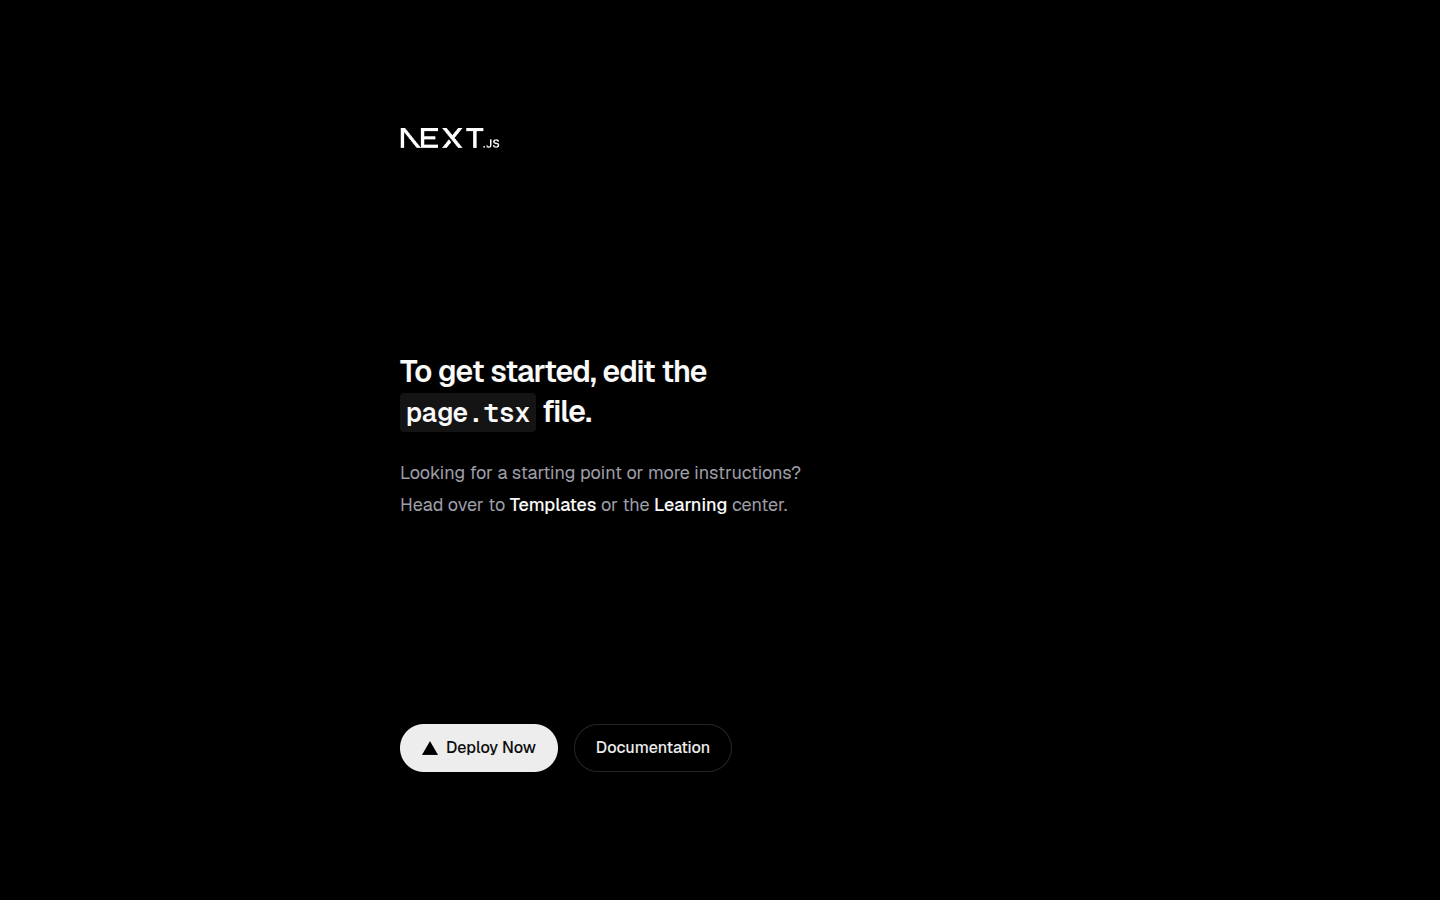 NEXT.JS
To get started, edit the
page.tsx file.
Looking for a starting point or more instructions?
Head over to Templates or the Learning center.
Deploy Now
Documentation